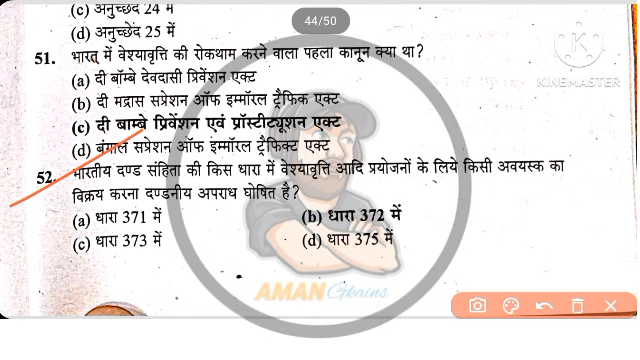 (c) अनुच्छेद 24 में
44/50
(d) अनुच्छेद 25 में
51. भारत में वेश्यावृत्ति की रोकथाम करने वाला पहला कानून क्या था?
(a) दी बॉम्बे देवदासी प्रिवेंशन एक्ट
(b) दी मद्रास सप्रेशन ऑफ इम्मॉरल ट्रैफिक एक्ट
KINEMASTER
(c) दी बाम्बे प्रिवेंशन एवं प्रॉस्टीट्यूशन एक्ट
(d) बंगाल सप्रेशन ऑफ इम्मॉरल ट्रैफिक्ट एक्ट
52. भारतीय दण्ड संहिता की किस धारा में वेश्यावृत्ति आदि प्रयोजनों के लिये किसी अवयस्क का
विक्रय करना दण्डनीय अपराध घोषित है?
(a) धारा 371 में (b) धारा 372 में
(c) धारा 373 में (d) धारा 375 में
AMAN Gkains